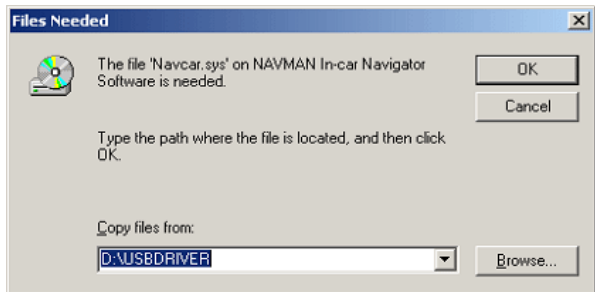 Files Needed
The file 'Navcar.sys' on NAVMAN In-car Navigator
Software is needed.
OK
Cancel
Type the path where the file is located, and then click
OK.
Copy files from:
D:\USBDRIVER
Browse...